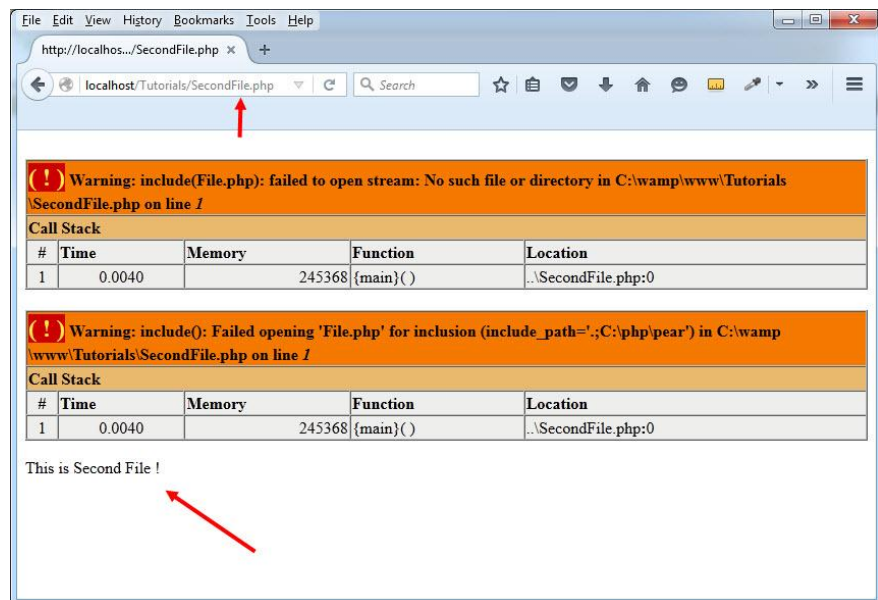 File Edit View History Bookmarks Tools Help
http://localhos.../SecondFile.php × +
localhost/Tutorials/SecondFile.php Search
( ! ) Warning: include(File.php): failed to open stream: No such file or directory in C:\wamp\www\Tutorials
\SecondFile.php on line 1
Call Stack
# Time Memory Function Location
1 0.0040 245368 {main}( ) ..\SecondFile.php:0
( ! ) Warning: include(): Failed opening 'File.php' for inclusion (include_path='.;C:\php\pear') in C:\wamp
\www\Tutorials\SecondFile.php on line 1
Call Stack
# Time Memory Function Location
1 0.0040 245368 {main}( ) ..\SecondFile.php:0
This is Second File !